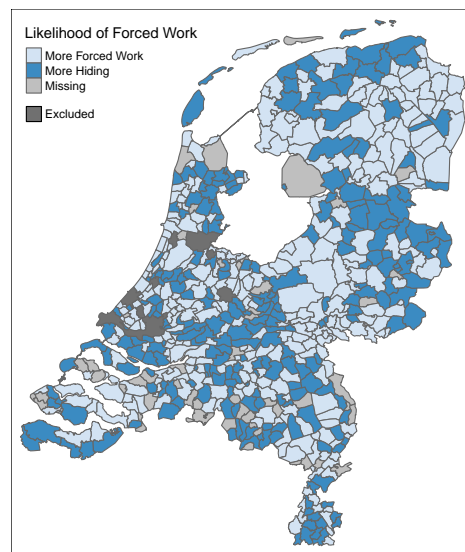 Likelihood of Forced Work
More Forced Work
More Hiding
Missing
Excluded